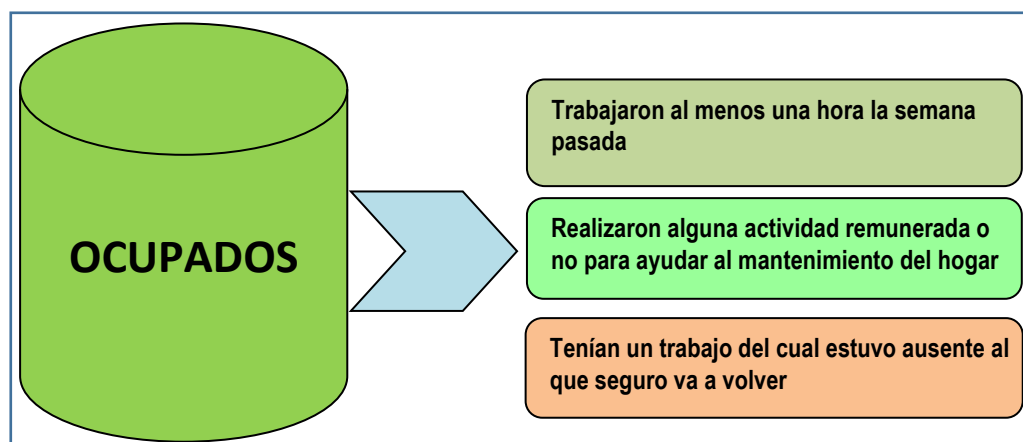 OCUPADOS
Trabajaron al menos una hora la semana
pasada
Realizaron alguna actividad remunerada o
no para ayudar al mantenimiento del hogar
Tenían un trabajo del cual estuvo ausente al
que seguro va a volver